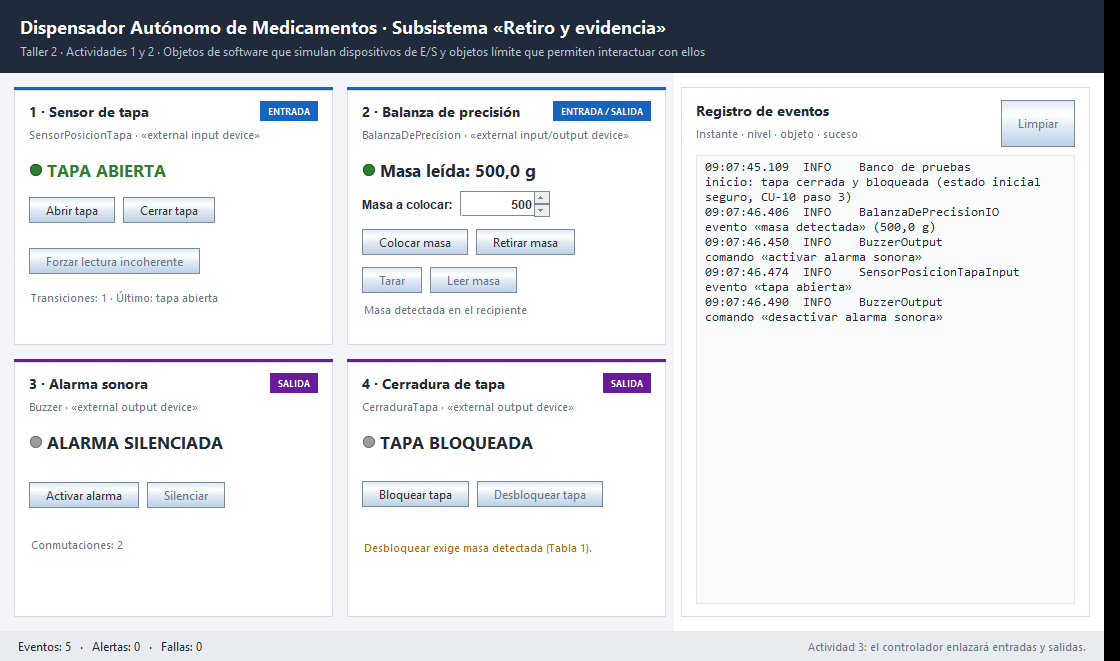 Dispensador Autónomo de Medicamentos · Subsistema «Retiro y evidencia»
Taller 2 · Actividades 1 y 2 · Objetos de software que simulan dispositivos de E/S y objetos límite que permiten interactuar con ellos
1 · Sensor de tapa
ENTRADA
SensorPosicionTapa · «external input device»
TAPA ABIERTA
Abrir tapa
Cerrar tapa
Forzar lectura incoherente
Transiciones: 1 · Último: tapa abierta
2 · Balanza de precisión
ENTRADA / SALIDA
BalanzaDePrecision · «external input/output device»
Masa leída: 500,0 g
Masa a colocar:
500
Colocar masa
Retirar masa
Tarar
Leer masa
Masa detectada en el recipiente
3 · Alarma sonora
SALIDA
Buzzer · «external output device»
ALARMA SILENCIADA
Activar alarma
Silenciar
Conmutaciones: 2
4 · Cerradura de tapa
SALIDA
CerraduraTapa · «external output device»
TAPA BLOQUEADA
Bloquear tapa
Desbloquear tapa
Desbloquear exige masa detectada (Tabla 1).
Registro de eventos
Instante · nivel · objeto · suceso
Limpiar
09:07:45.109 INFO Banco de pruebas
inicio: tapa cerrada y bloqueada (estado inicial
seguro, CU-10 paso 3)
09:07:46.406 INFO BalanzaDePrecisionIO
evento «masa detectada» (500,0 g)
09:07:46.450 INFO BuzzerOutput
comando «activar alarma sonora»
09:07:46.474 INFO SensorPosicionTapaInput
evento «tapa abierta»
09:07:46.490 INFO BuzzerOutput
comando «desactivar alarma sonora»
Eventos: 5 · Alertas: 0 · Fallas: 0
Actividad 3: el controlador enlazará entradas y salidas.